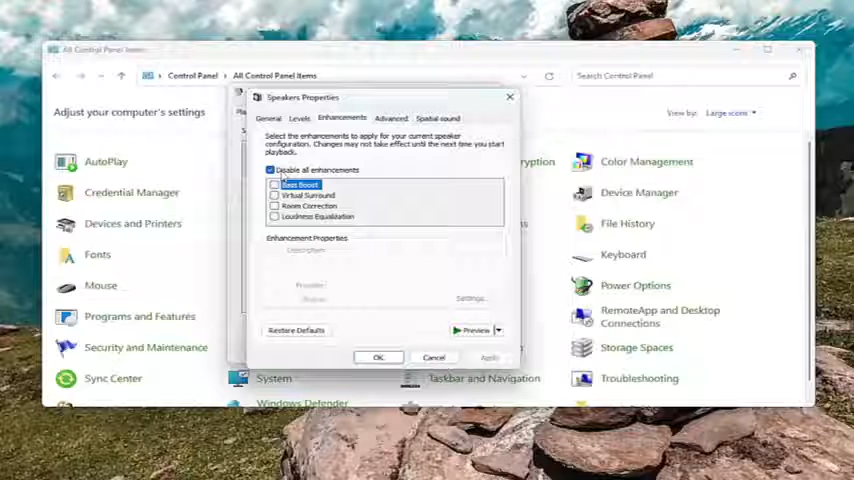 All Control Panel Items
Control Panel > All Control Panel Items
Search Control Panel
Adjust your computer's settings
View by: Large icons
Speakers Properties
General Levels Enhancements Advanced Spatial sound
Select the enhancements to apply for your current speaker
configuration. Changes may not take effect until the next time you start
playback.
Disable all enhancements
Bass Boost
Virtual Surround
Room Correction
Loudness Equalization
Enhancement Properties
Description:
Provider:
Status:
Settings...
Restore Defaults
Preview
OK
Cancel
Apply
AutoPlay
Color Management
Credential Manager
Device Manager
Devices and Printers
File History
Fonts
Keyboard
Mouse
Power Options
Programs and Features
RemoteApp and Desktop
Connections
Security and Maintenance
Storage Spaces
Sync Center
System
Taskbar and Navigation
Troubleshooting
Windows Defender